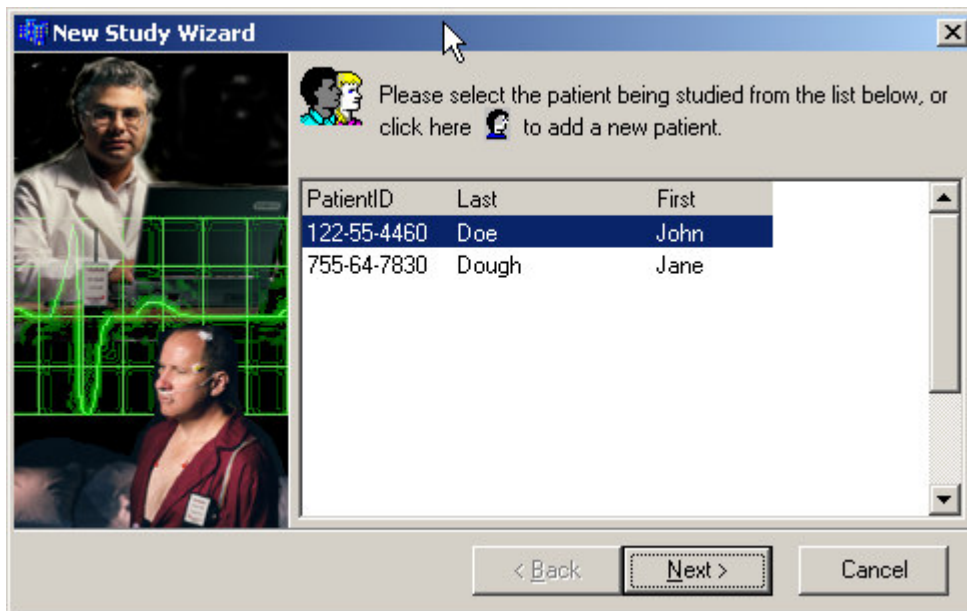 New Study Wizard
Please select the patient being studied from the list below, or
click here to add a new patient.
PatientID Last First
122-55-4460 Doe John
755-64-7830 Dough Jane
< Back Next > Cancel